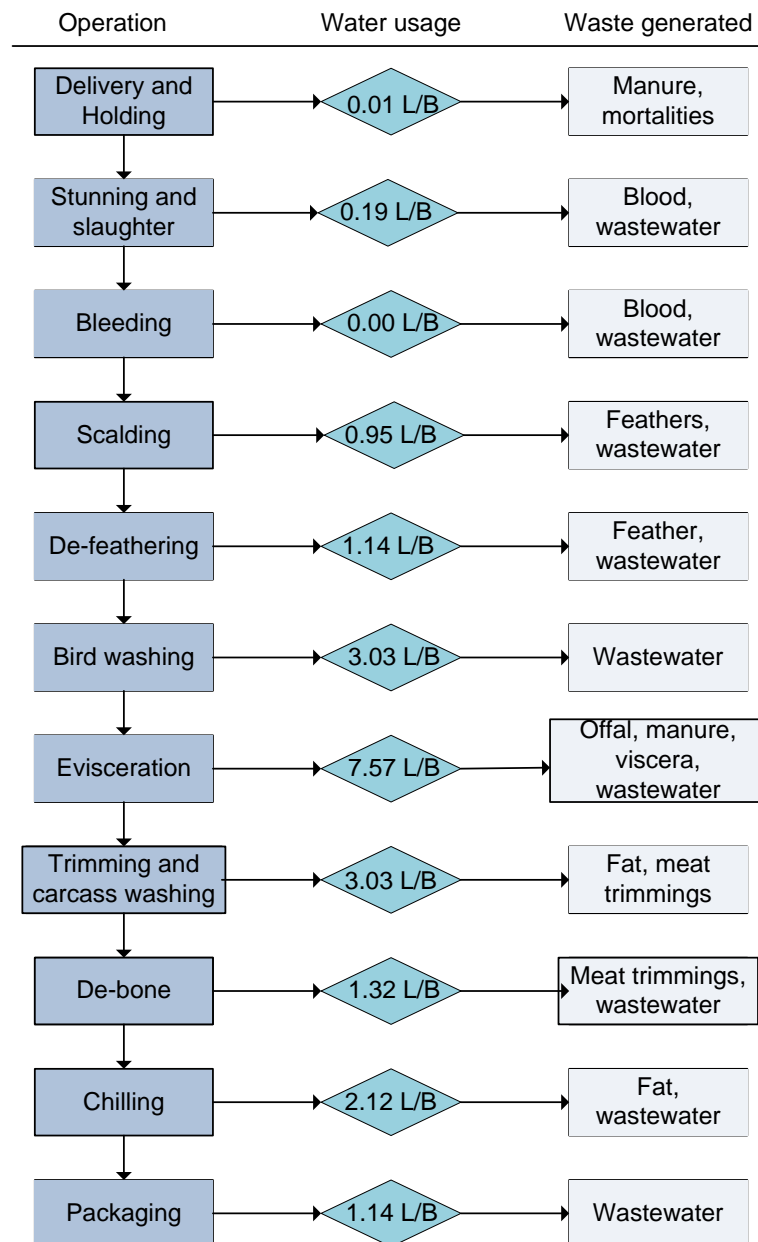 Operation
Water usage
Waste generated
Delivery and
Holding
0.01 L/B
Manure,
mortalities
Stunning and
slaughter
0.19 L/B
Blood,
wastewater
Bleeding
0.00 L/B
Blood,
wastewater
Scalding
0.95 L/B
Feathers,
wastewater
De-feathering
1.14 L/B
Feather,
wastewater
Bird washing
3.03 L/B
Wastewater
Evisceration
7.57 L/B
Offal, manure,
viscera,
wastewater
Trimming and
carcass washing
3.03 L/B
Fat, meat
trimmings
De-bone
1.32 L/B
Meat trimmings,
wastewater
Chilling
2.12 L/B
Fat,
wastewater
Packaging
1.14 L/B
Wastewater